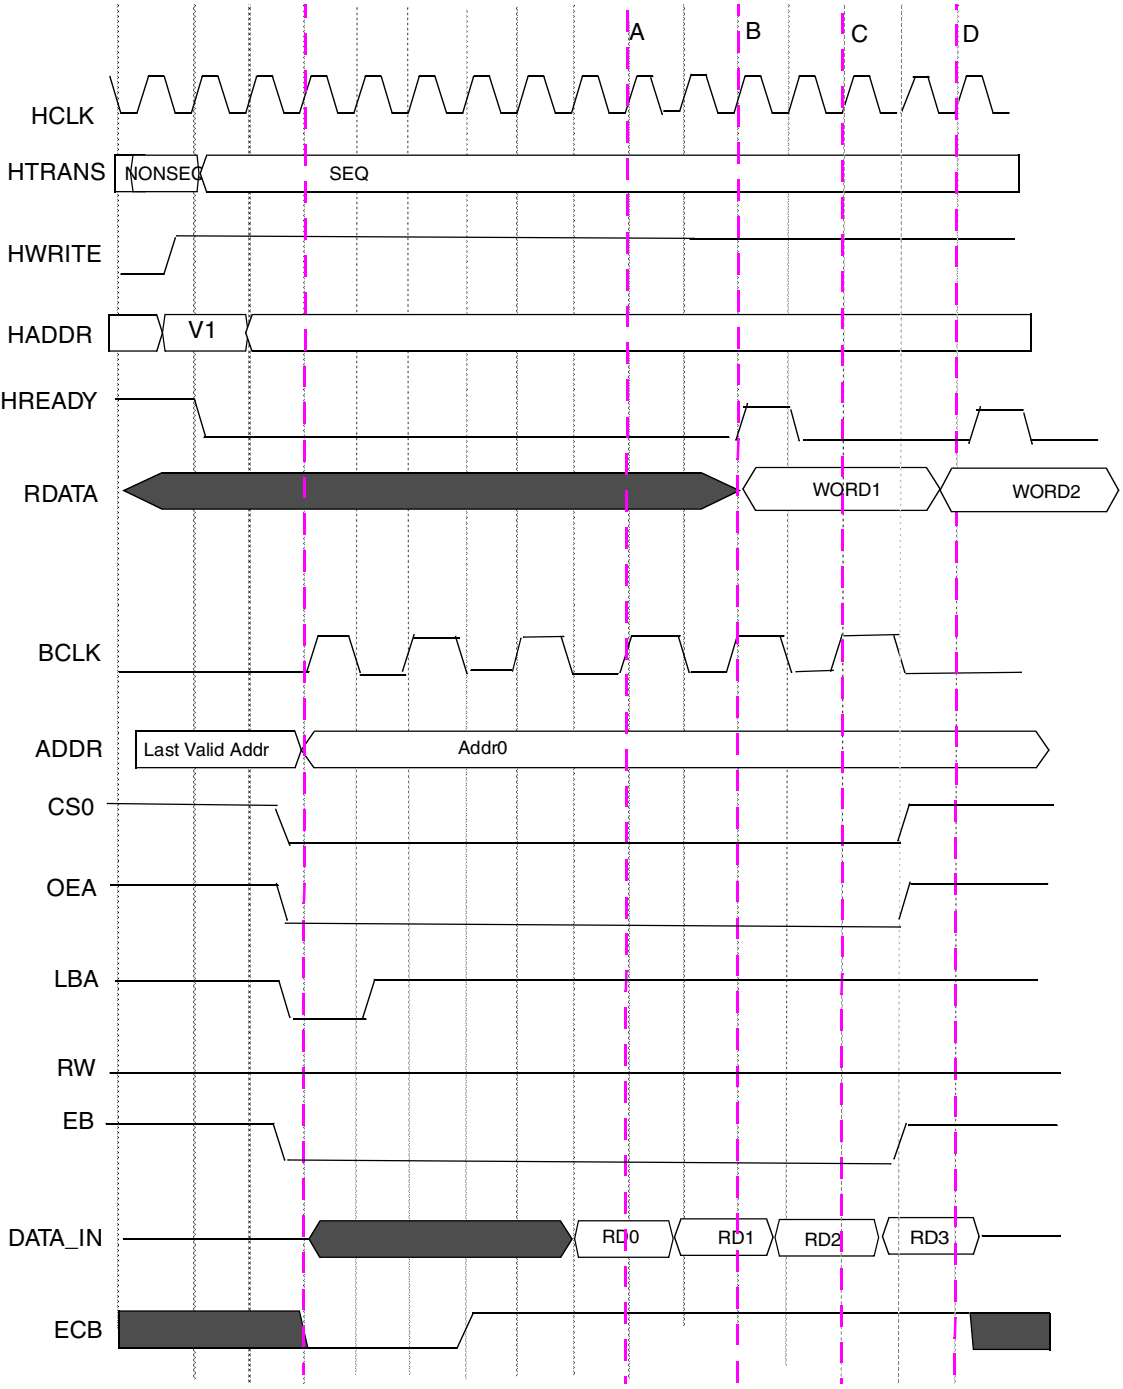 A B C D
HCLK
HTRANS NONSEQ SEQ
HWRITE
HADDR V1
HREADY
RDATA WORD1 WORD2
BCLK
ADDR Last Valid Addr Addr0
CS0
OEA
LBA
RW
EB
DATA_IN RD0 RD1 RD2 RD3
ECB